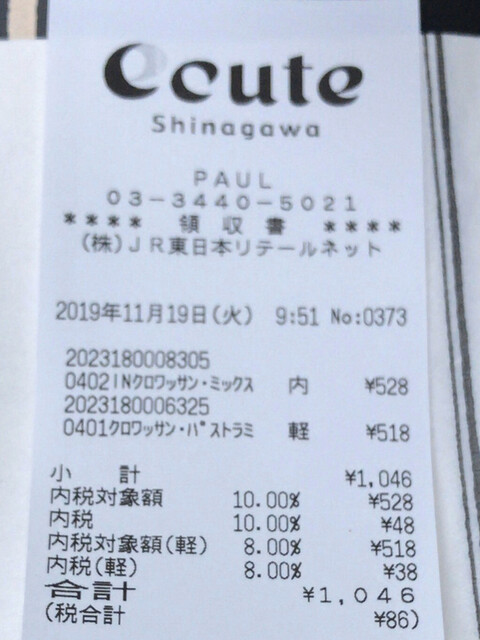 ecute
Shinagawa
PAUL
03-3440-5021
**** 領収書 ****
(株)JR東日本リテールネット
2019年11月19日(火) 9:51 No:0373
2023180008305
0402INクロワッサン・ミックス 内 ¥528
2023180006325
0401クロワッサン・パストラミ 軽 ¥518
小計 ¥1,046
内税対象額 10.00% ¥528
内税 10.00% ¥48
内税対象額(軽) 8.00% ¥518
内税(軽) 8.00% ¥38
合計 ¥1,046
(税合計 ¥86)